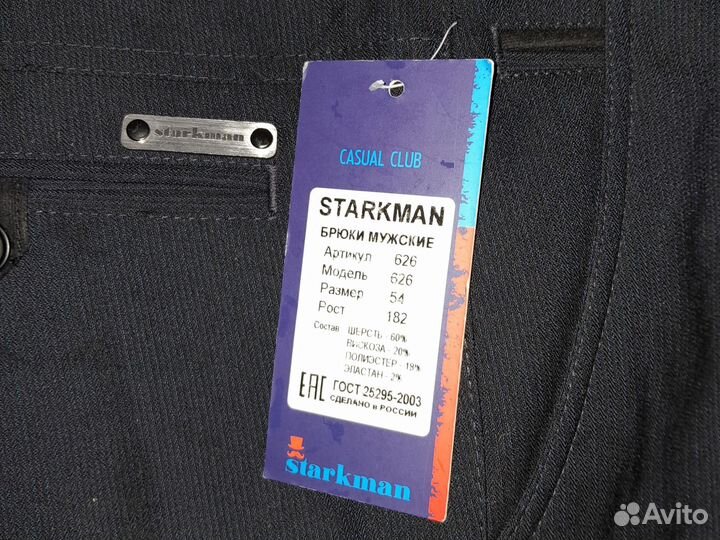 starkman
CASUAL CLUB
STARKMAN
БРЮКИ МУЖСКИЕ
Артикул 626
Модель 626
Размер 54
Рост 182
Состав ШЕРСТЬ - 60%
ВИСКОЗА - 20%
ПОЛИЭСТЕР - 18%
ЭЛАСТАН - 2%
EAC ГОСТ 25295-2003
СДЕЛАНО в РОССИИ
starkman
Avito